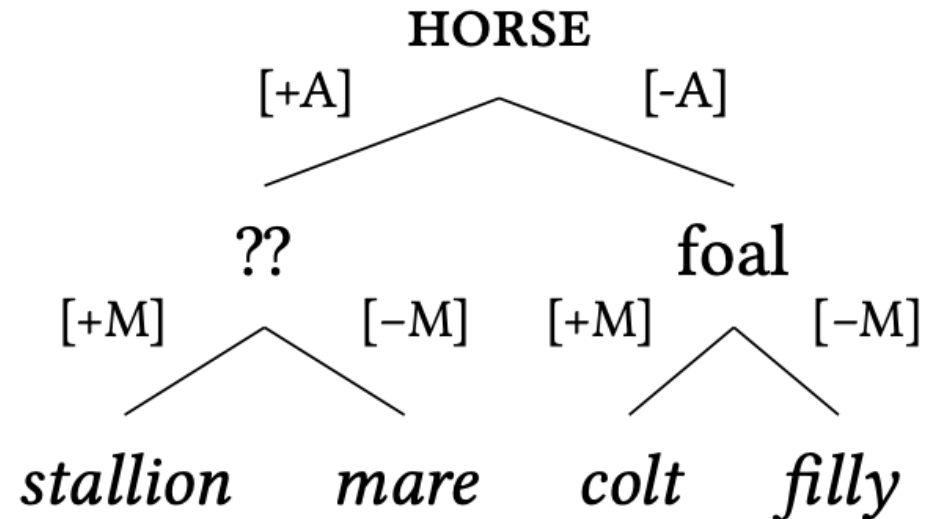 HORSE
[+A] [-A]
?? foal
[+M] [−M] [+M] [−M]
stallion mare colt filly